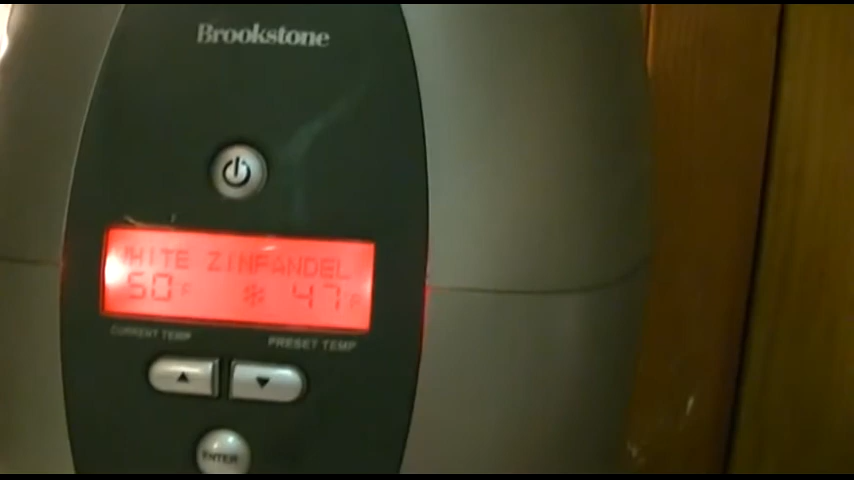 Brookstone
WHITE ZINFANDEL
50°F ✻ 47°F
CURRENT TEMP PRESET TEMP
ENTER